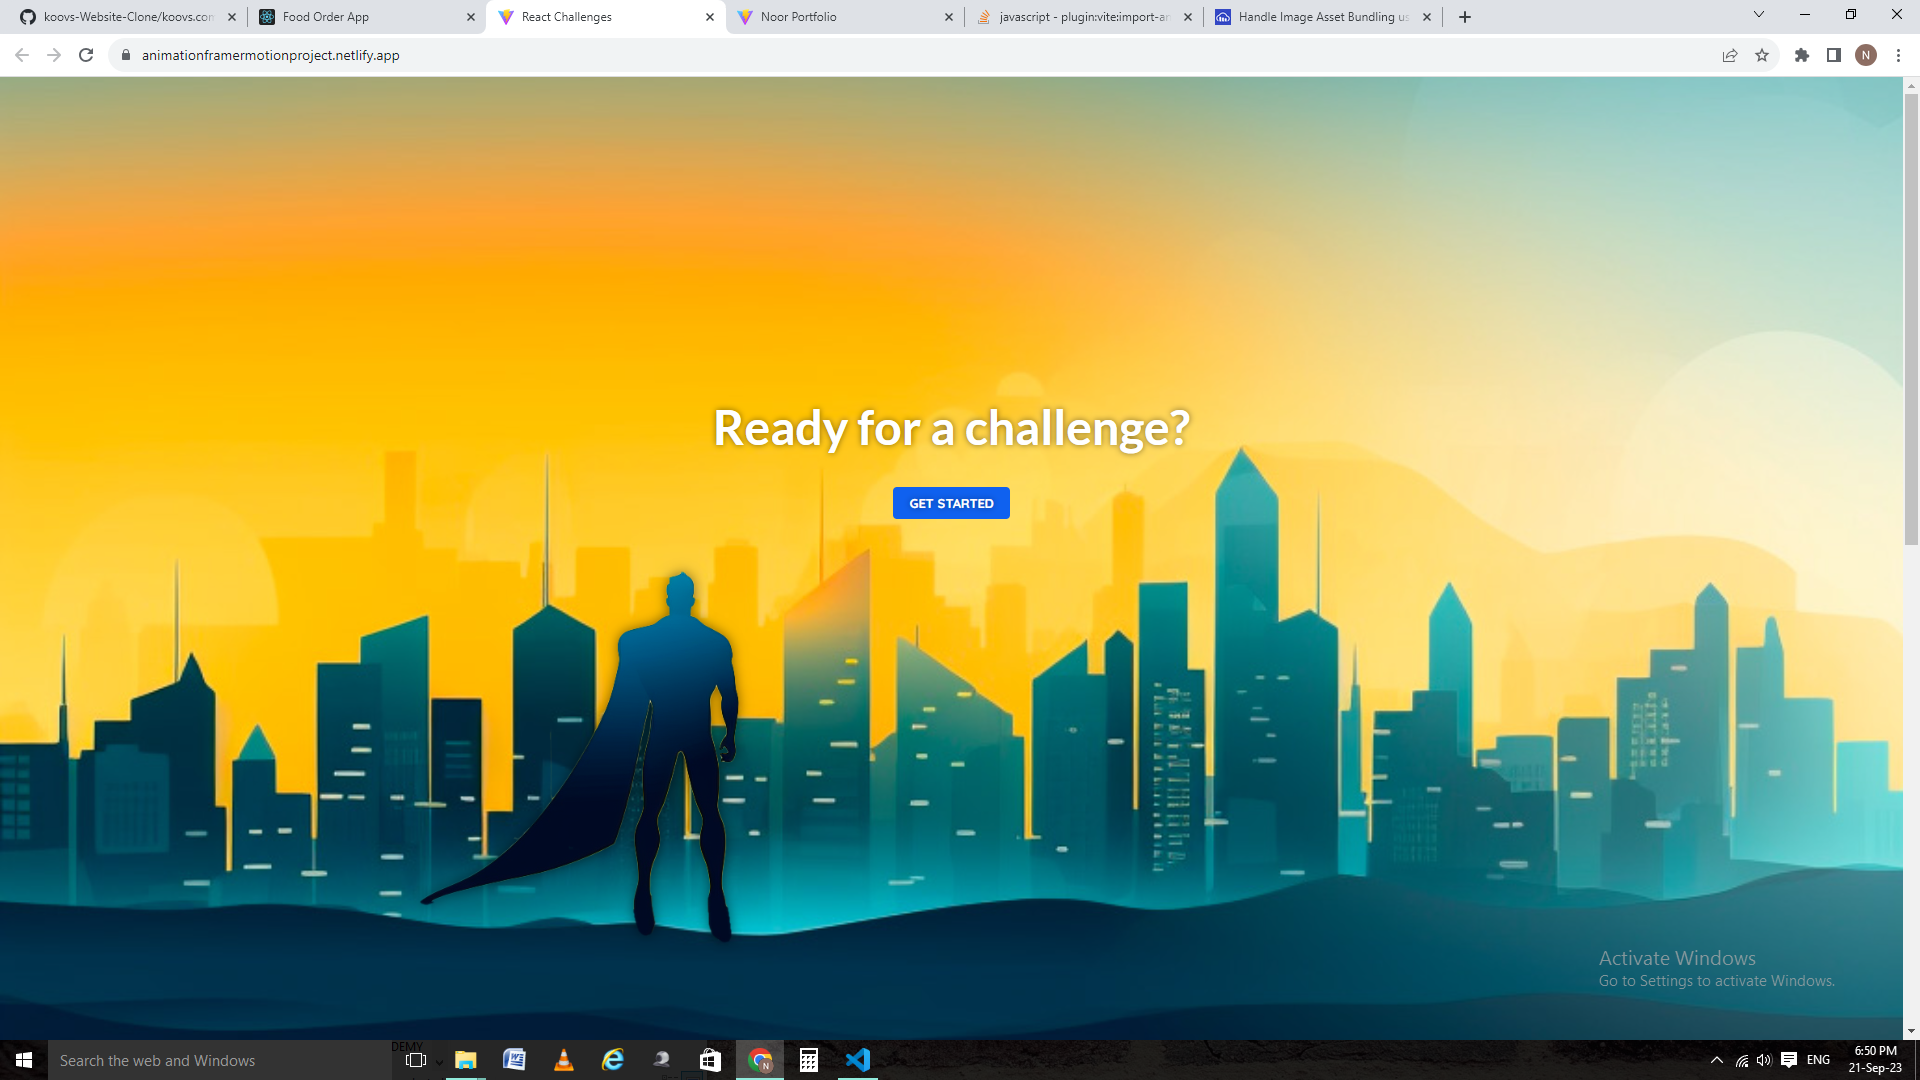 koovs-Website-Clone/koovs.com
Food Order App
React Challenges
Noor Portfolio
javascript - plugin:vite:import-an
Handle Image Asset Bundling us
animationframermotionproject.netlify.app
N
Ready for a challenge?
GET STARTED
Activate Windows
Go to Settings to activate Windows.
Search the web and Windows
DEMY
N
ENG
6:50 PM
21-Sep-23